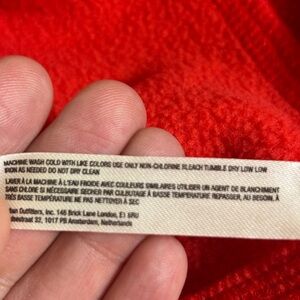 MACHINE WASH COLD WITH LIKE COLORS USE ONLY NON-CHLORINE BLEACH TUMBLE DRY LOW LOW
IRON AS NEEDED DO NOT DRY CLEAN
LAVER À LA MACHINE À L'EAU FROIDE AVEC COULEURS SIMILAIRES UTILISER UN AGENT DE BLANCHIMENT
SANS CHLORE SI NÉCESSAIRE SECHER PAR CULBUTAGE À BASSE TEMPERATURE REPASSER, AU BESOIN, À
TRÈS BASSE TEMPÉRATURE NE PAS NETTOYER À SEC
Outfitters, Inc. 146 Brick Lane London, E1 6RU
32, 1017 PB Amsterdam, Netherlands